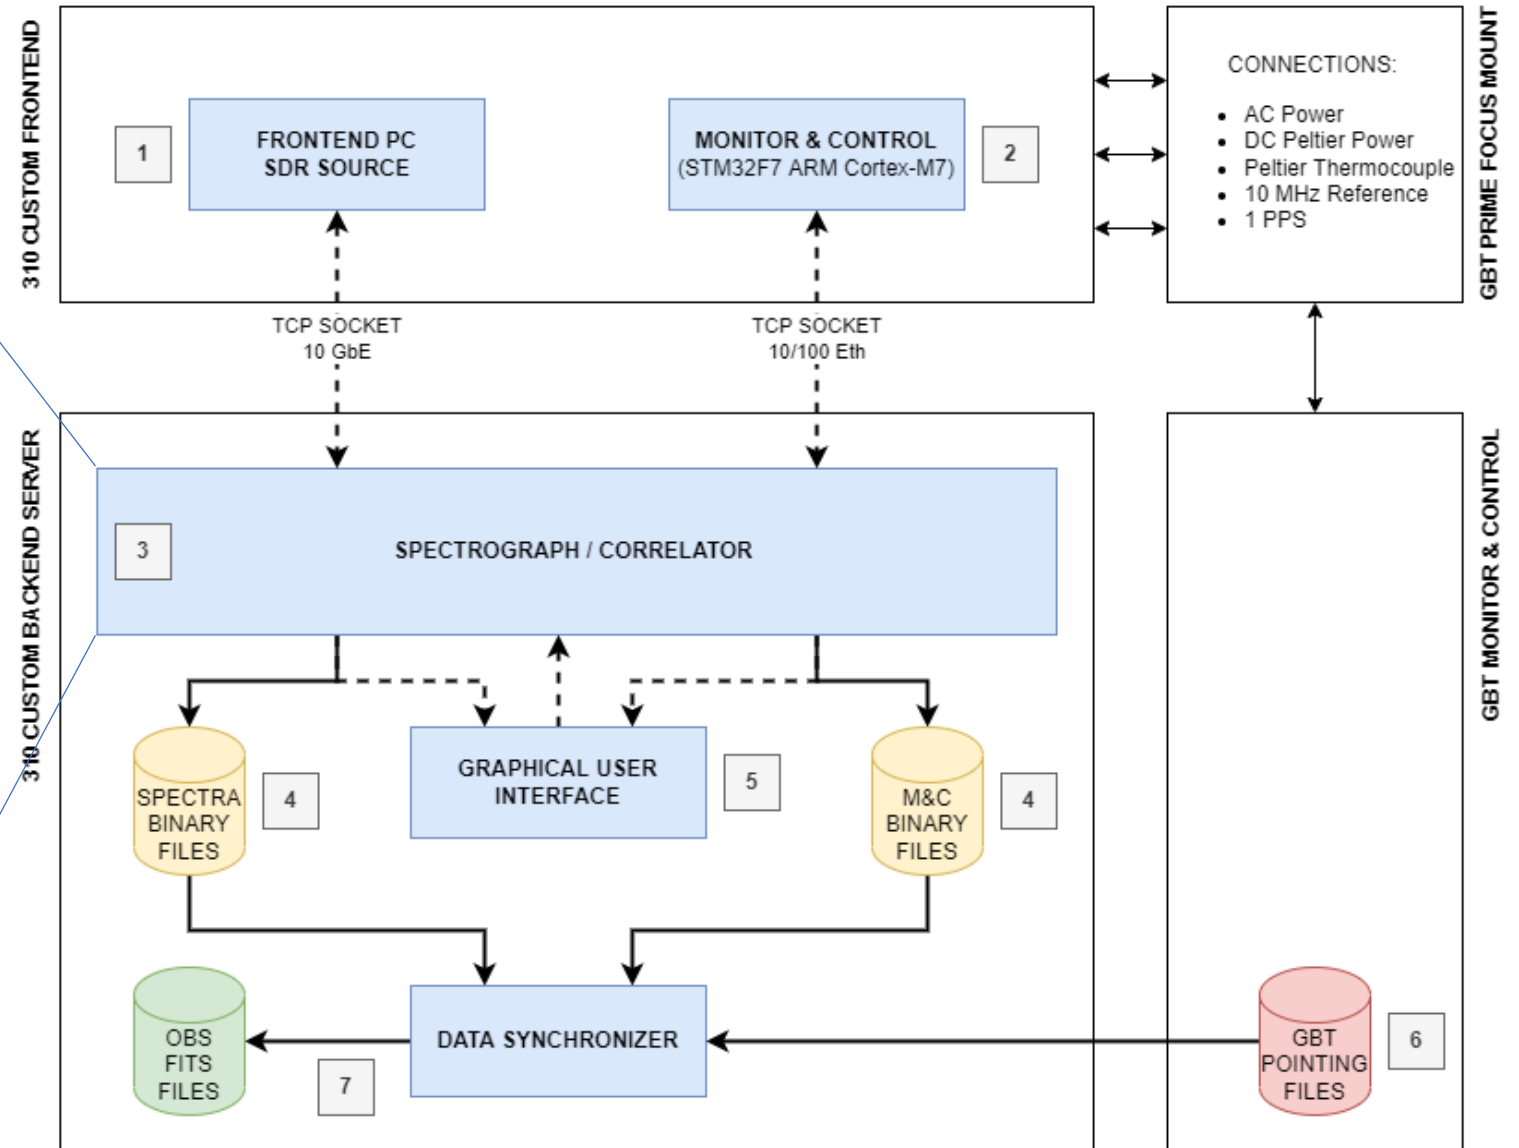 310 CUSTOM FRONTEND
1
FRONTEND PC
SDR SOURCE
MONITOR & CONTROL
(STM32F7 ARM Cortex-M7)
2
CONNECTIONS:
• AC Power
• DC Peltier Power
• Peltier Thermocouple
• 10 MHz Reference
• 1 PPS
GBT PRIME FOCUS MOUNT
TCP SOCKET
10 GbE
TCP SOCKET
10/100 Eth
310 CUSTOM BACKEND SERVER
3
SPECTROGRAPH / CORRELATOR
GBT MONITOR & CONTROL
SPECTRA
BINARY
FILES
4
GRAPHICAL USER
INTERFACE
5
M&C
BINARY
FILES
4
OBS
FITS
FILES
7
DATA SYNCHRONIZER
GBT
POINTING
FILES
6